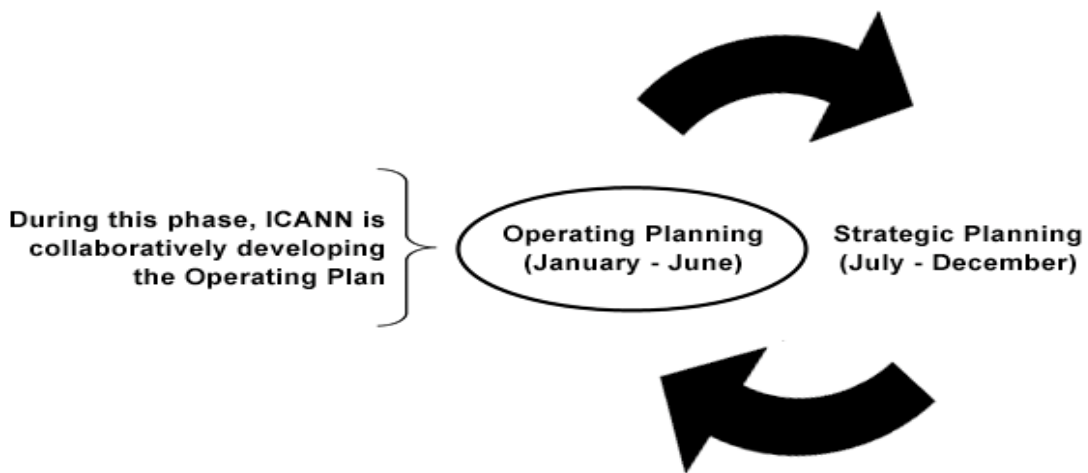 During this phase, ICANN is
collaboratively developing
the Operating Plan
Operating Planning
(January - June)
Strategic Planning
(July - December)